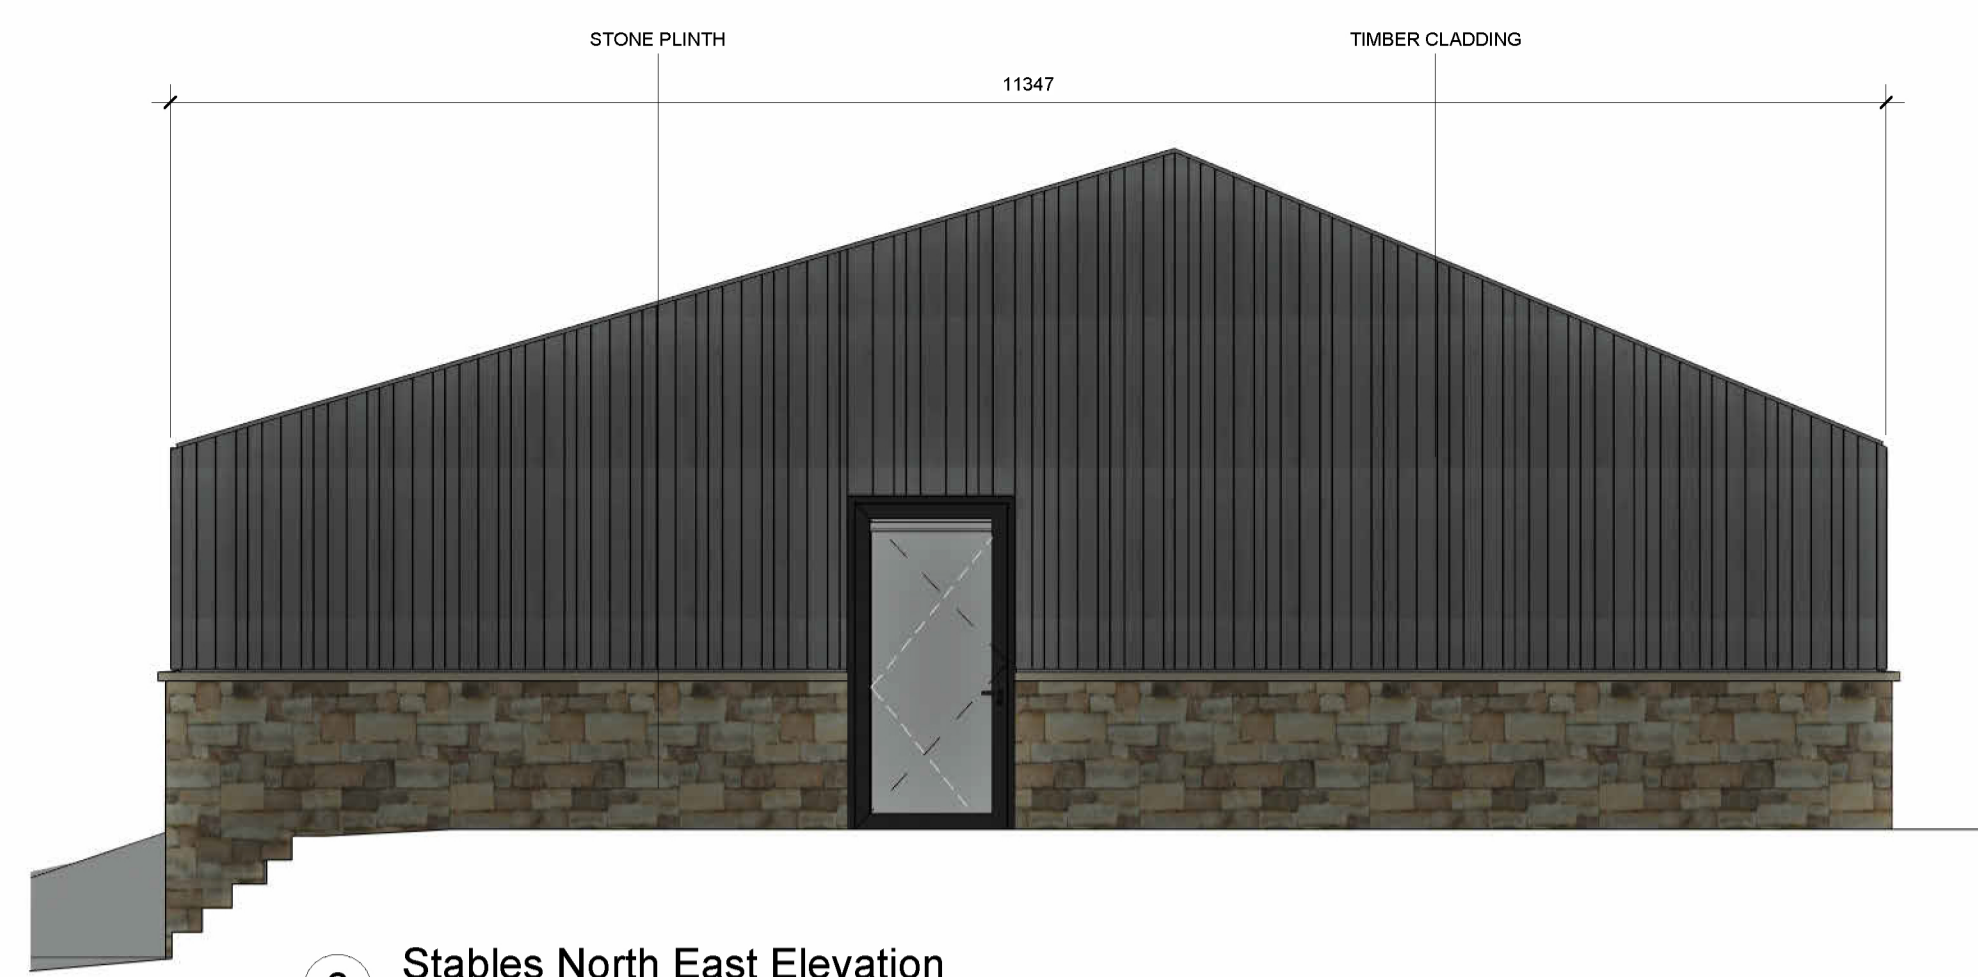 STONE PLINTH
TIMBER CLADDING
11347
Stables North East Elevation